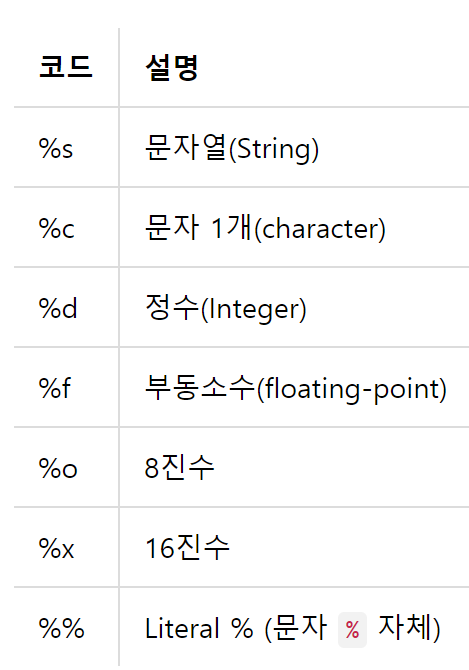 코드 설명
%s 문자열(String)
%c 문자 1개(character)
%d 정수(Integer)
%f 부동소수(floating-point)
%o 8진수
%x 16진수
%% Literal % (문자 % 자체)